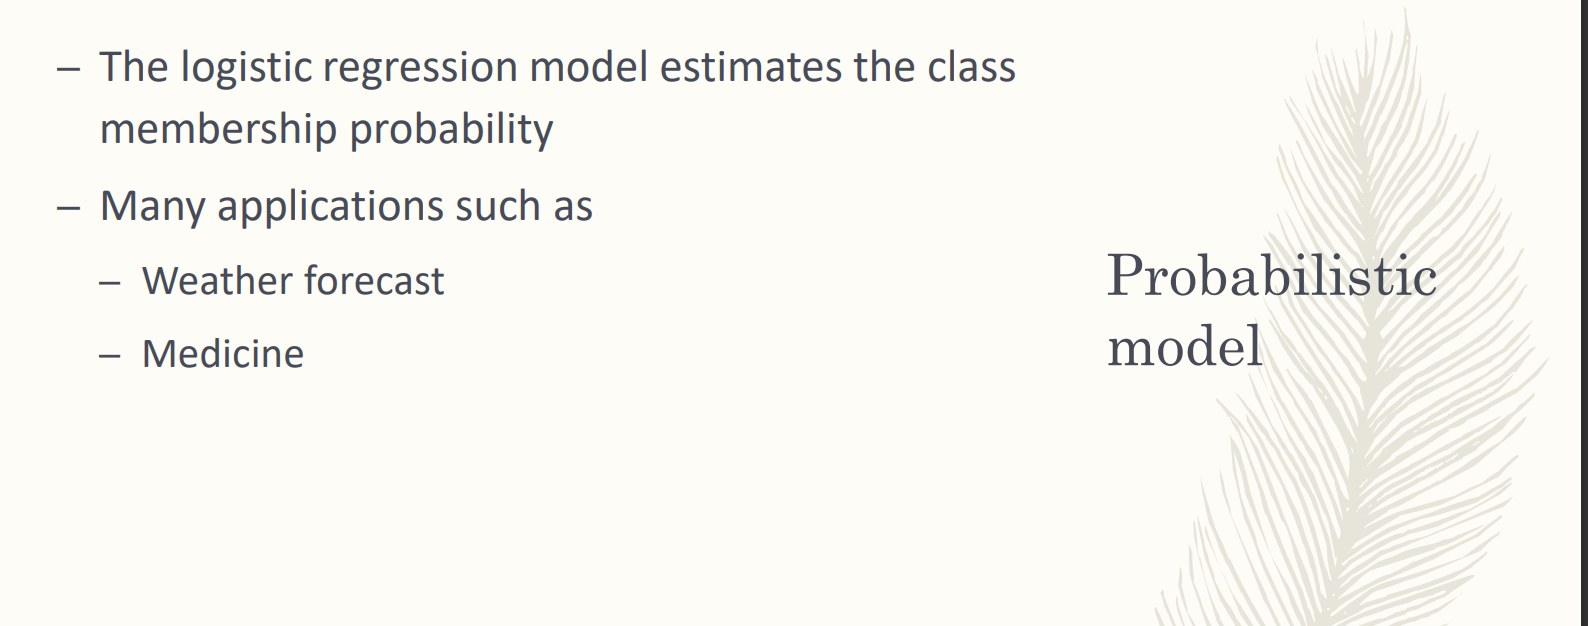 – The logistic regression model estimates the class
membership probability
– Many applications such as
– Weather forecast
– Medicine
Probabilistic
model